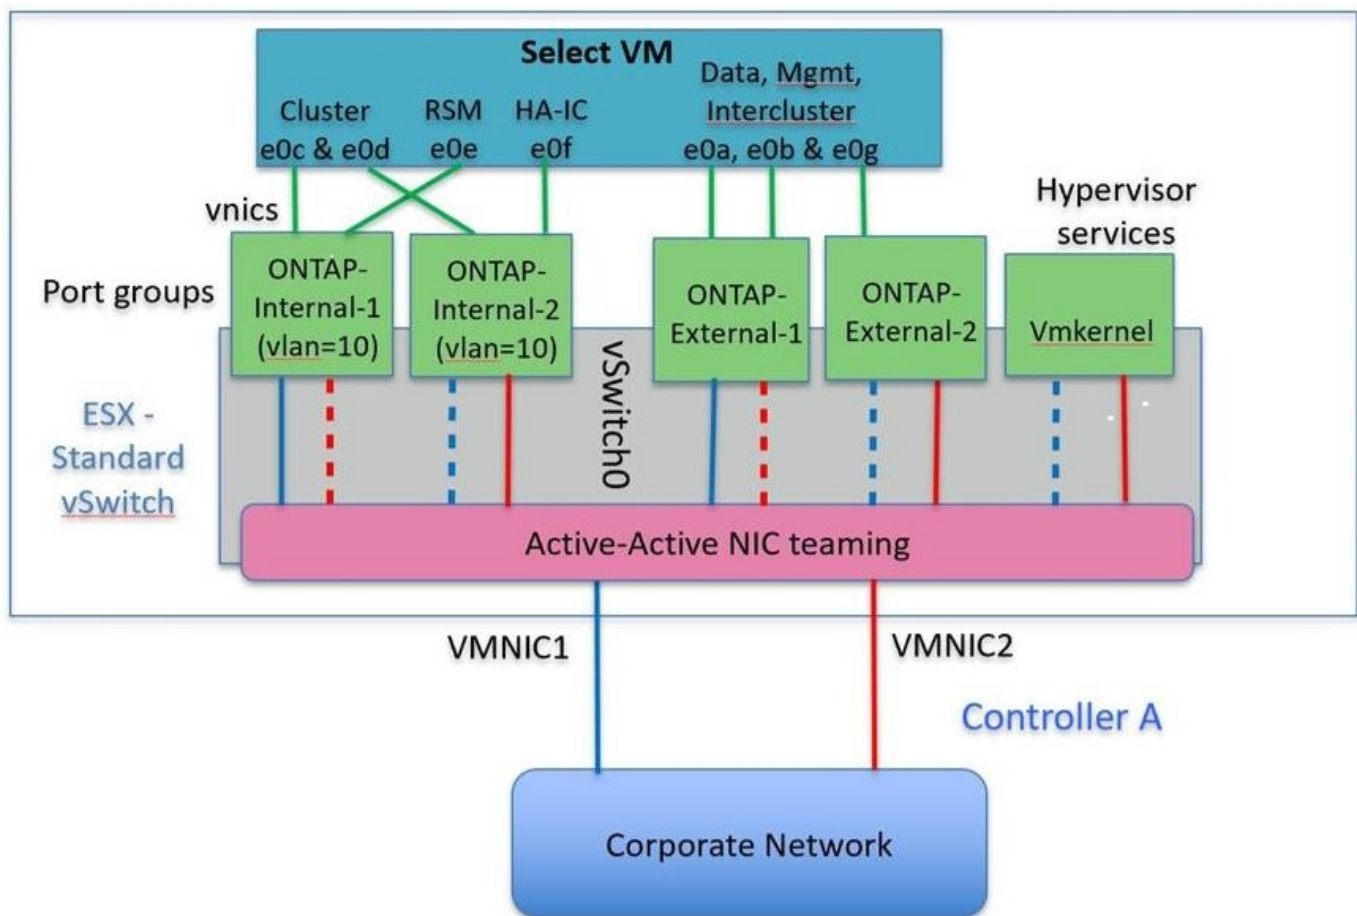 Select VM
Cluster
e0c & e0d
RSM
e0e
HA-IC
e0f
Data, Mgmt,
Intercluster
e0a, e0b & e0g
vnics
Hypervisor
services
Port groups
ONTAP-
Internal-1
(vlan=10)
ONTAP-
Internal-2
(vlan=10)
ONTAP-
External-1
ONTAP-
External-2
Vmkernel
vSwitch0
ESX -
Standard
vSwitch
Active-Active NIC teaming
VMNIC1
VMNIC2
Controller A
Corporate Network